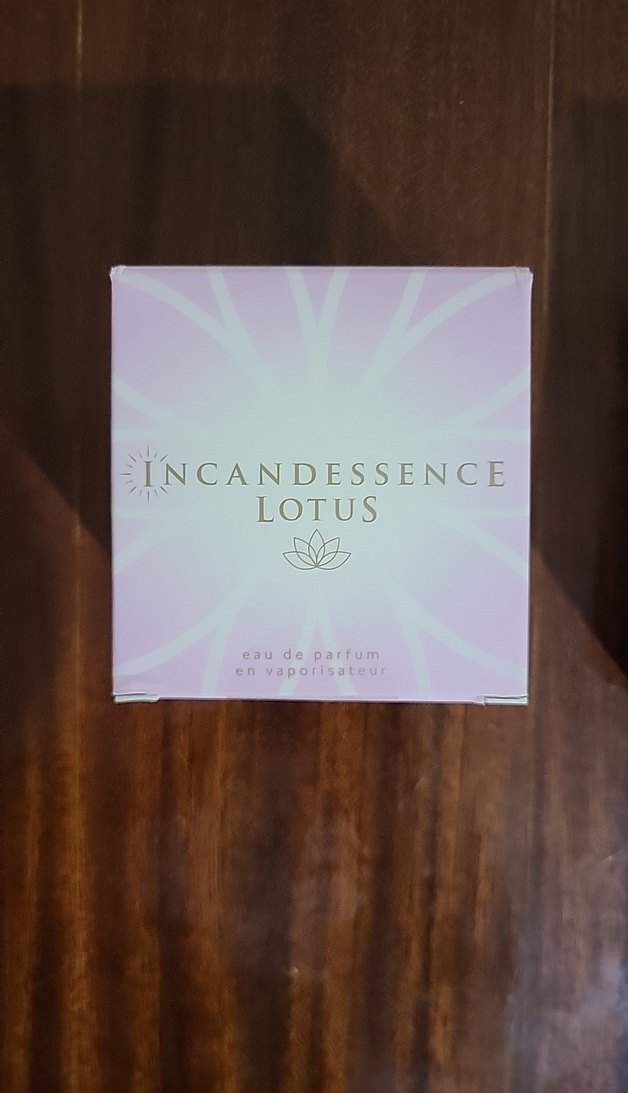 INCANDESSENCE
LOTUS
eau de parfum
en vaporisateur